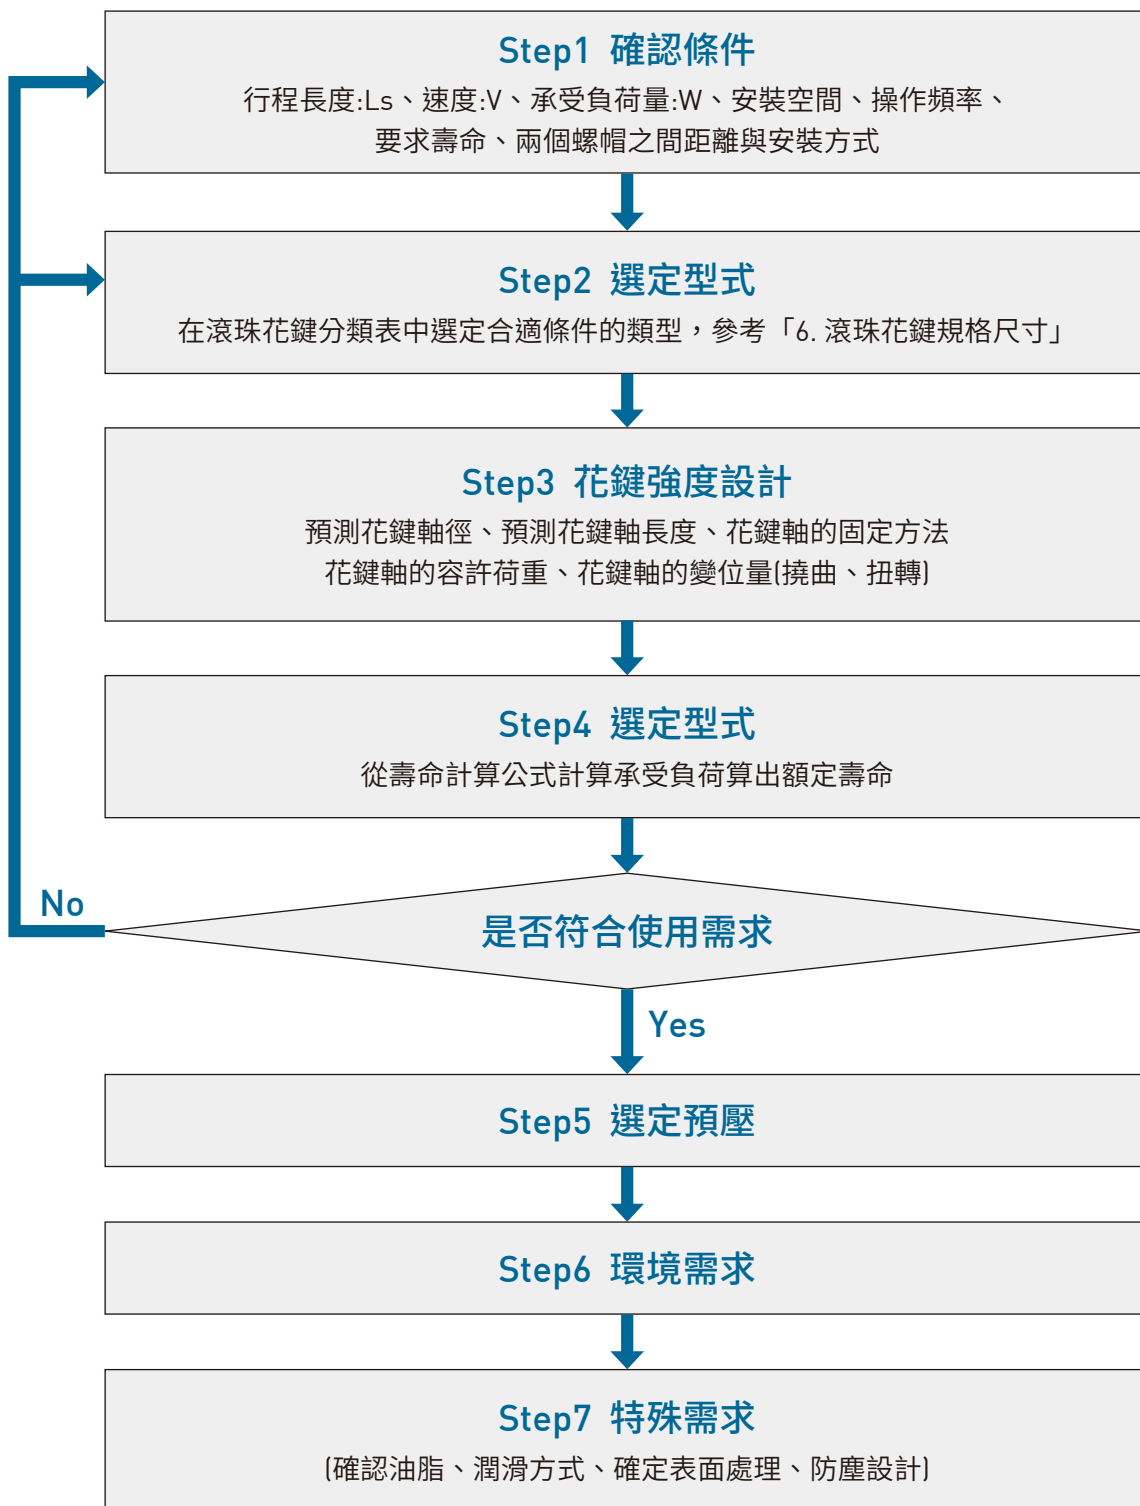 Step1 確認條件
行程長度:Ls、速度:V、承受負荷量:W、安裝空間、操作頻率、
要求壽命、兩個螺帽之間距離與安裝方式
Step2 選定型式
在滾珠花鍵分類表中選定合適條件的類型，參考「6. 滾珠花鍵規格尺寸」
Step3 花鍵強度設計
預測花鍵軸徑、預測花鍵軸長度、花鍵軸的固定方法
花鍵軸的容許荷重、花鍵軸的變位量(撓曲、扭轉)
Step4 選定型式
從壽命計算公式計算承受負荷算出額定壽命
No
是否符合使用需求
Yes
Step5 選定預壓
Step6 環境需求
Step7 特殊需求
(確認油脂、潤滑方式、確定表面處理、防塵設計)